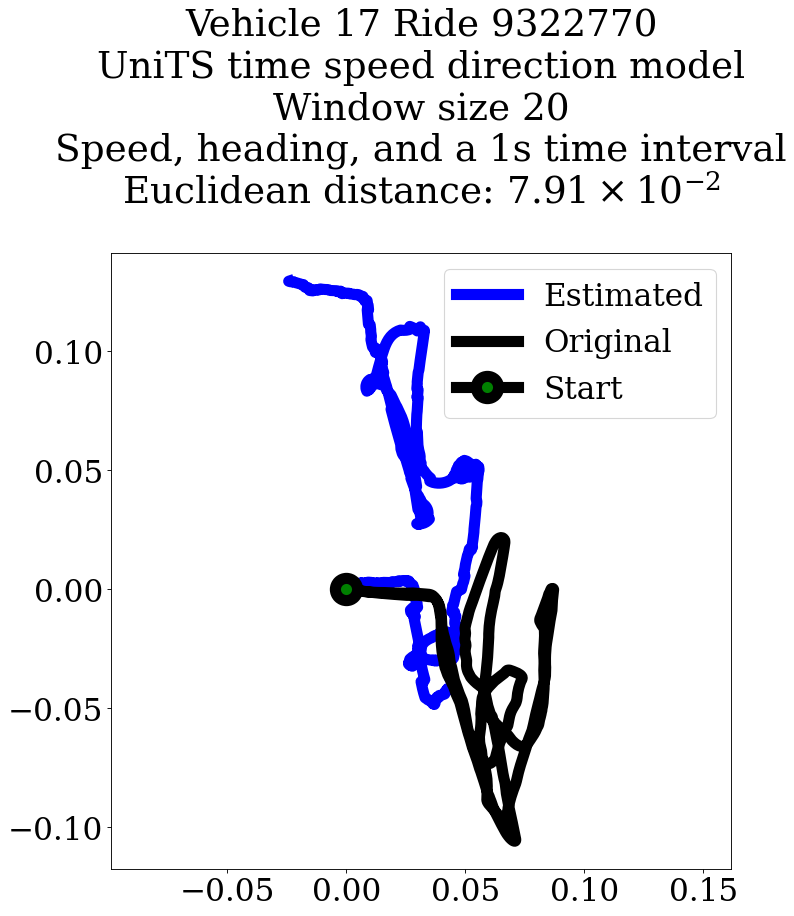 Vehicle 17 Ride 9322770
UniTS time speed direction model
Window size 20
Speed, heading, and a 1s time interval
Euclidean distance: 7.91 × 10⁻²
Estimated
Original
Start
0.10
0.05
0.00
−0.05
−0.10
−0.05 0.00 0.05 0.10 0.15